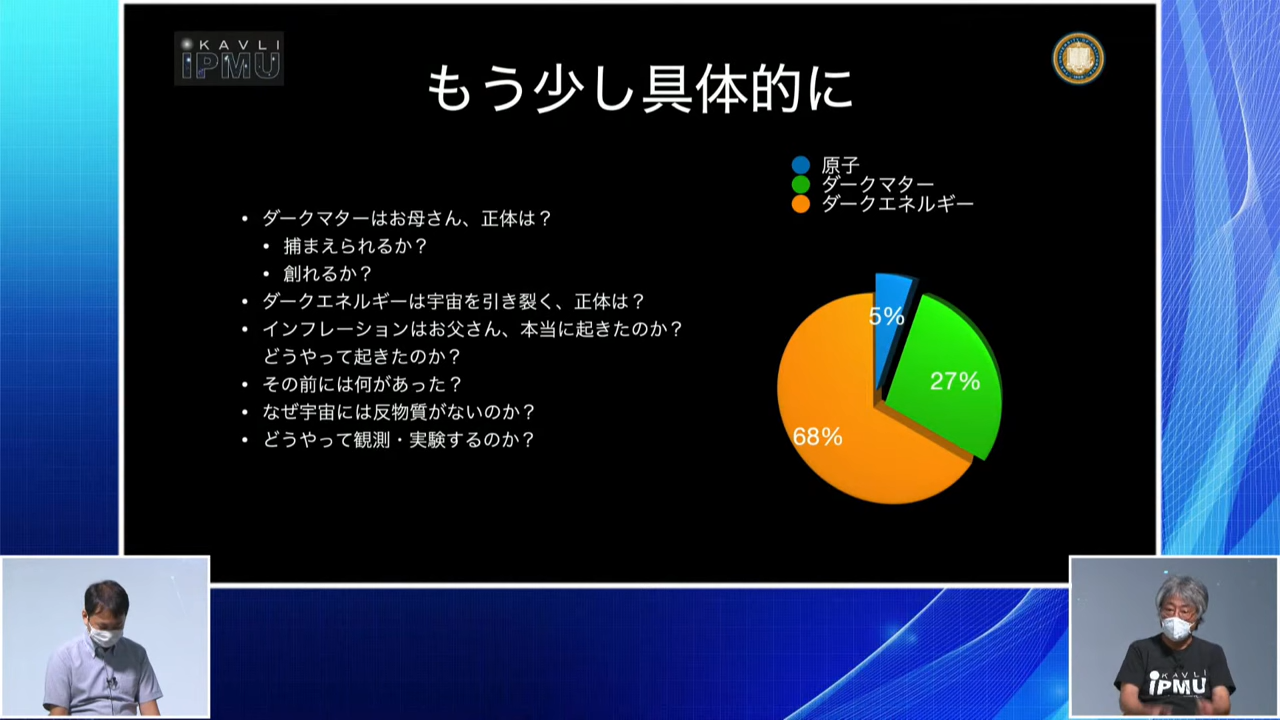 KAVLI
IPMU
もう少し具体的に
原子
ダークマター
ダークエネルギー
• ダークマターはお母さん、正体は？
• 捕まえられるか？
• 創れるか？
• ダークエネルギーは宇宙を引き裂く、正体は？
• インフレーションはお父さん、本当に起きたのか？
どうやって起きたのか？
• その前には何があった？
• なぜ宇宙には反物質がないのか？
• どうやって観測・実験するのか？
5%
27%
68%
KAVLI
IPMU